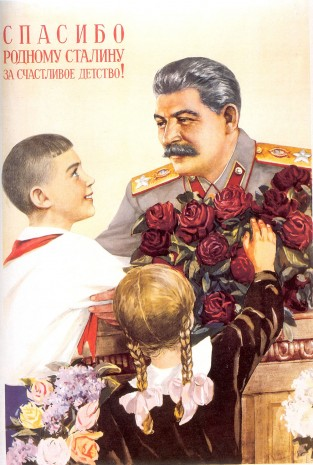 СПАСИБО
РОДНОМУ СТАЛИНУ
ЗА СЧАСТЛИВОЕ ДЕТСТВО!